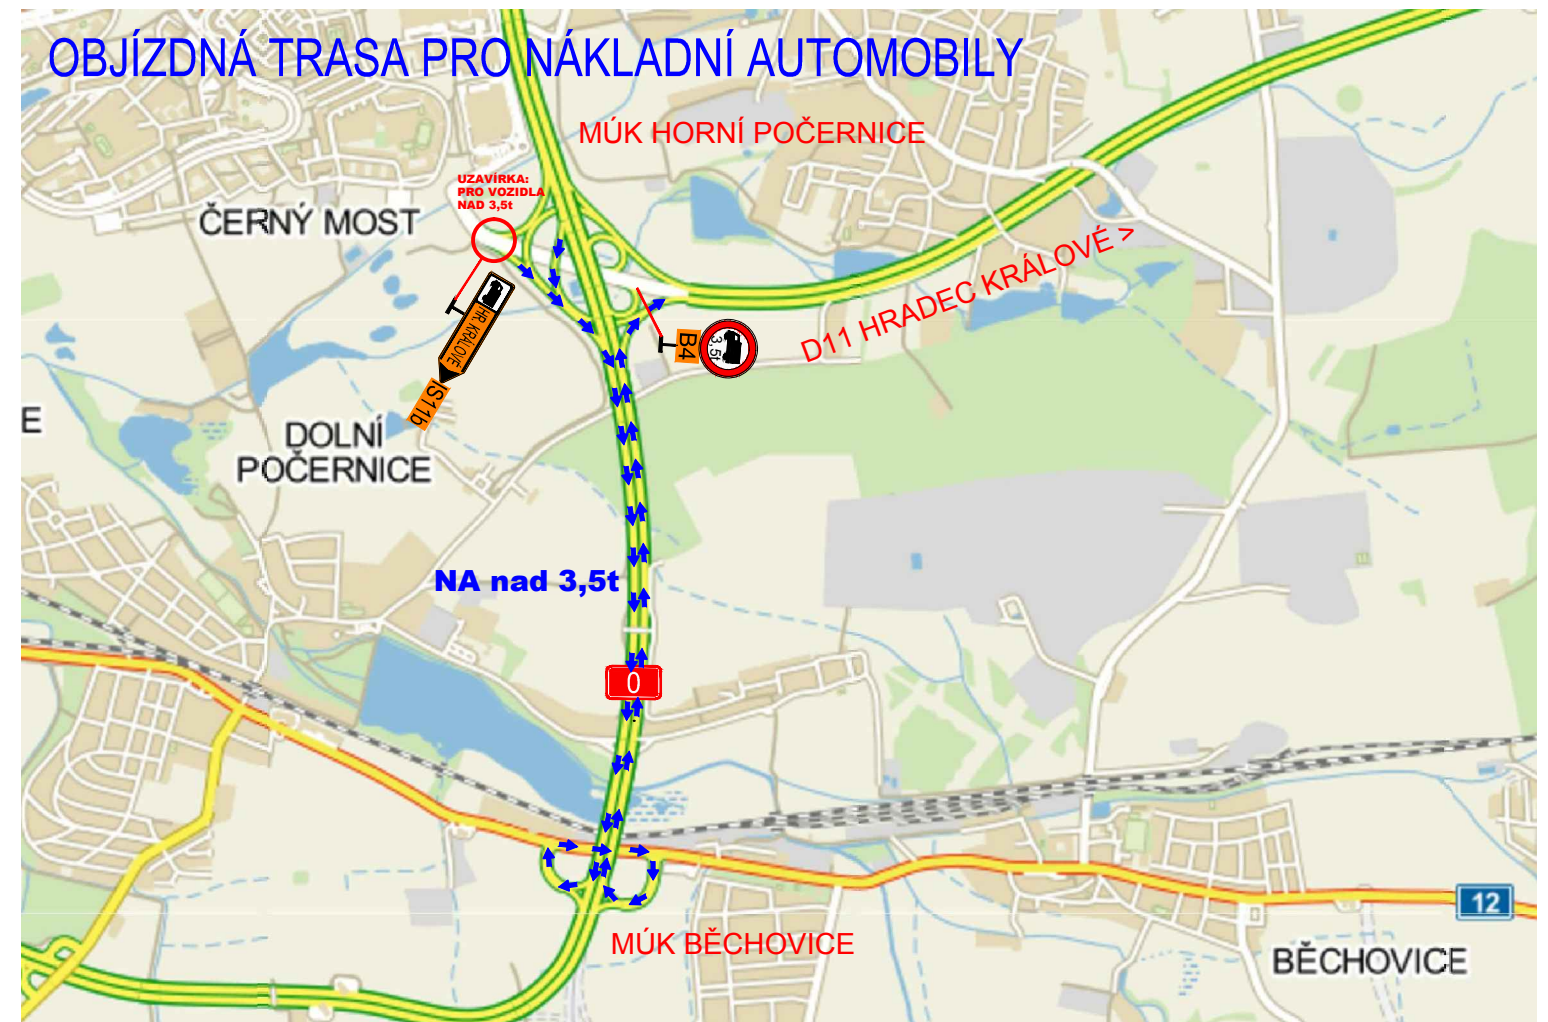 OBJÍZDNÁ TRASA PRO NÁKLADNÍ AUTOMOBILY
MÚK HORNÍ POČERNICE
UZAVÍRKA:
PRO VOZIDLA
NAD 3,5t
ČERNÝ MOST
D11 HRADEC KRÁLOVÉ >
HR. KRÁLOVÉ
IS11b
B4
3,5t
E
DOLNÍ
POČERNICE
NA nad 3,5t
0
12
MÚK BĚCHOVICE
BĚCHOVICE